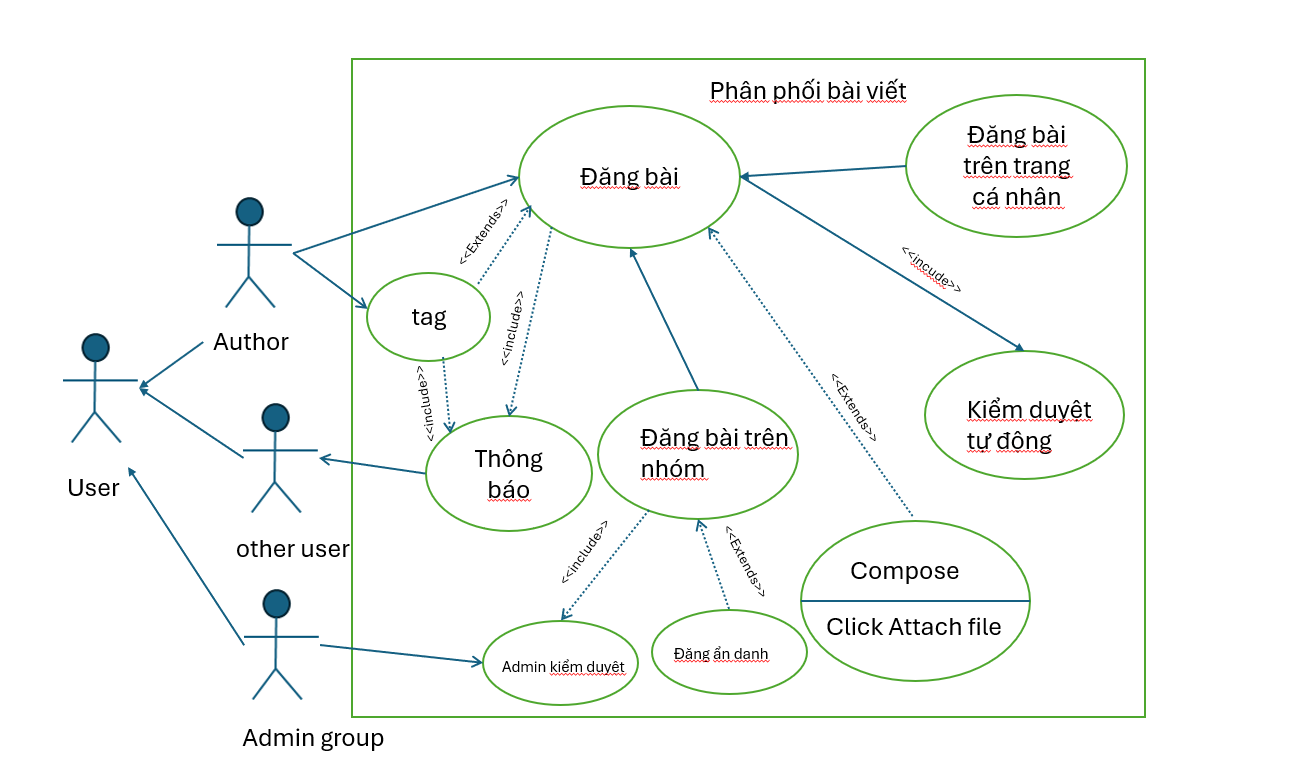 Phân phối bài viết
Đăng bài
Đăng bài
trên trang
cá nhân
<<Extends>>
<<include>>
<<incude>>
tag
Author
<<include>>
<<Extends>>
Kiểm duyệt
tự động
Thông
báo
Đăng bài trên
nhóm
User
other user
<<include>>
<<Extends>>
Compose
Click Attach file
Admin kiểm duyêt
Đăng ẩn danh
Admin group